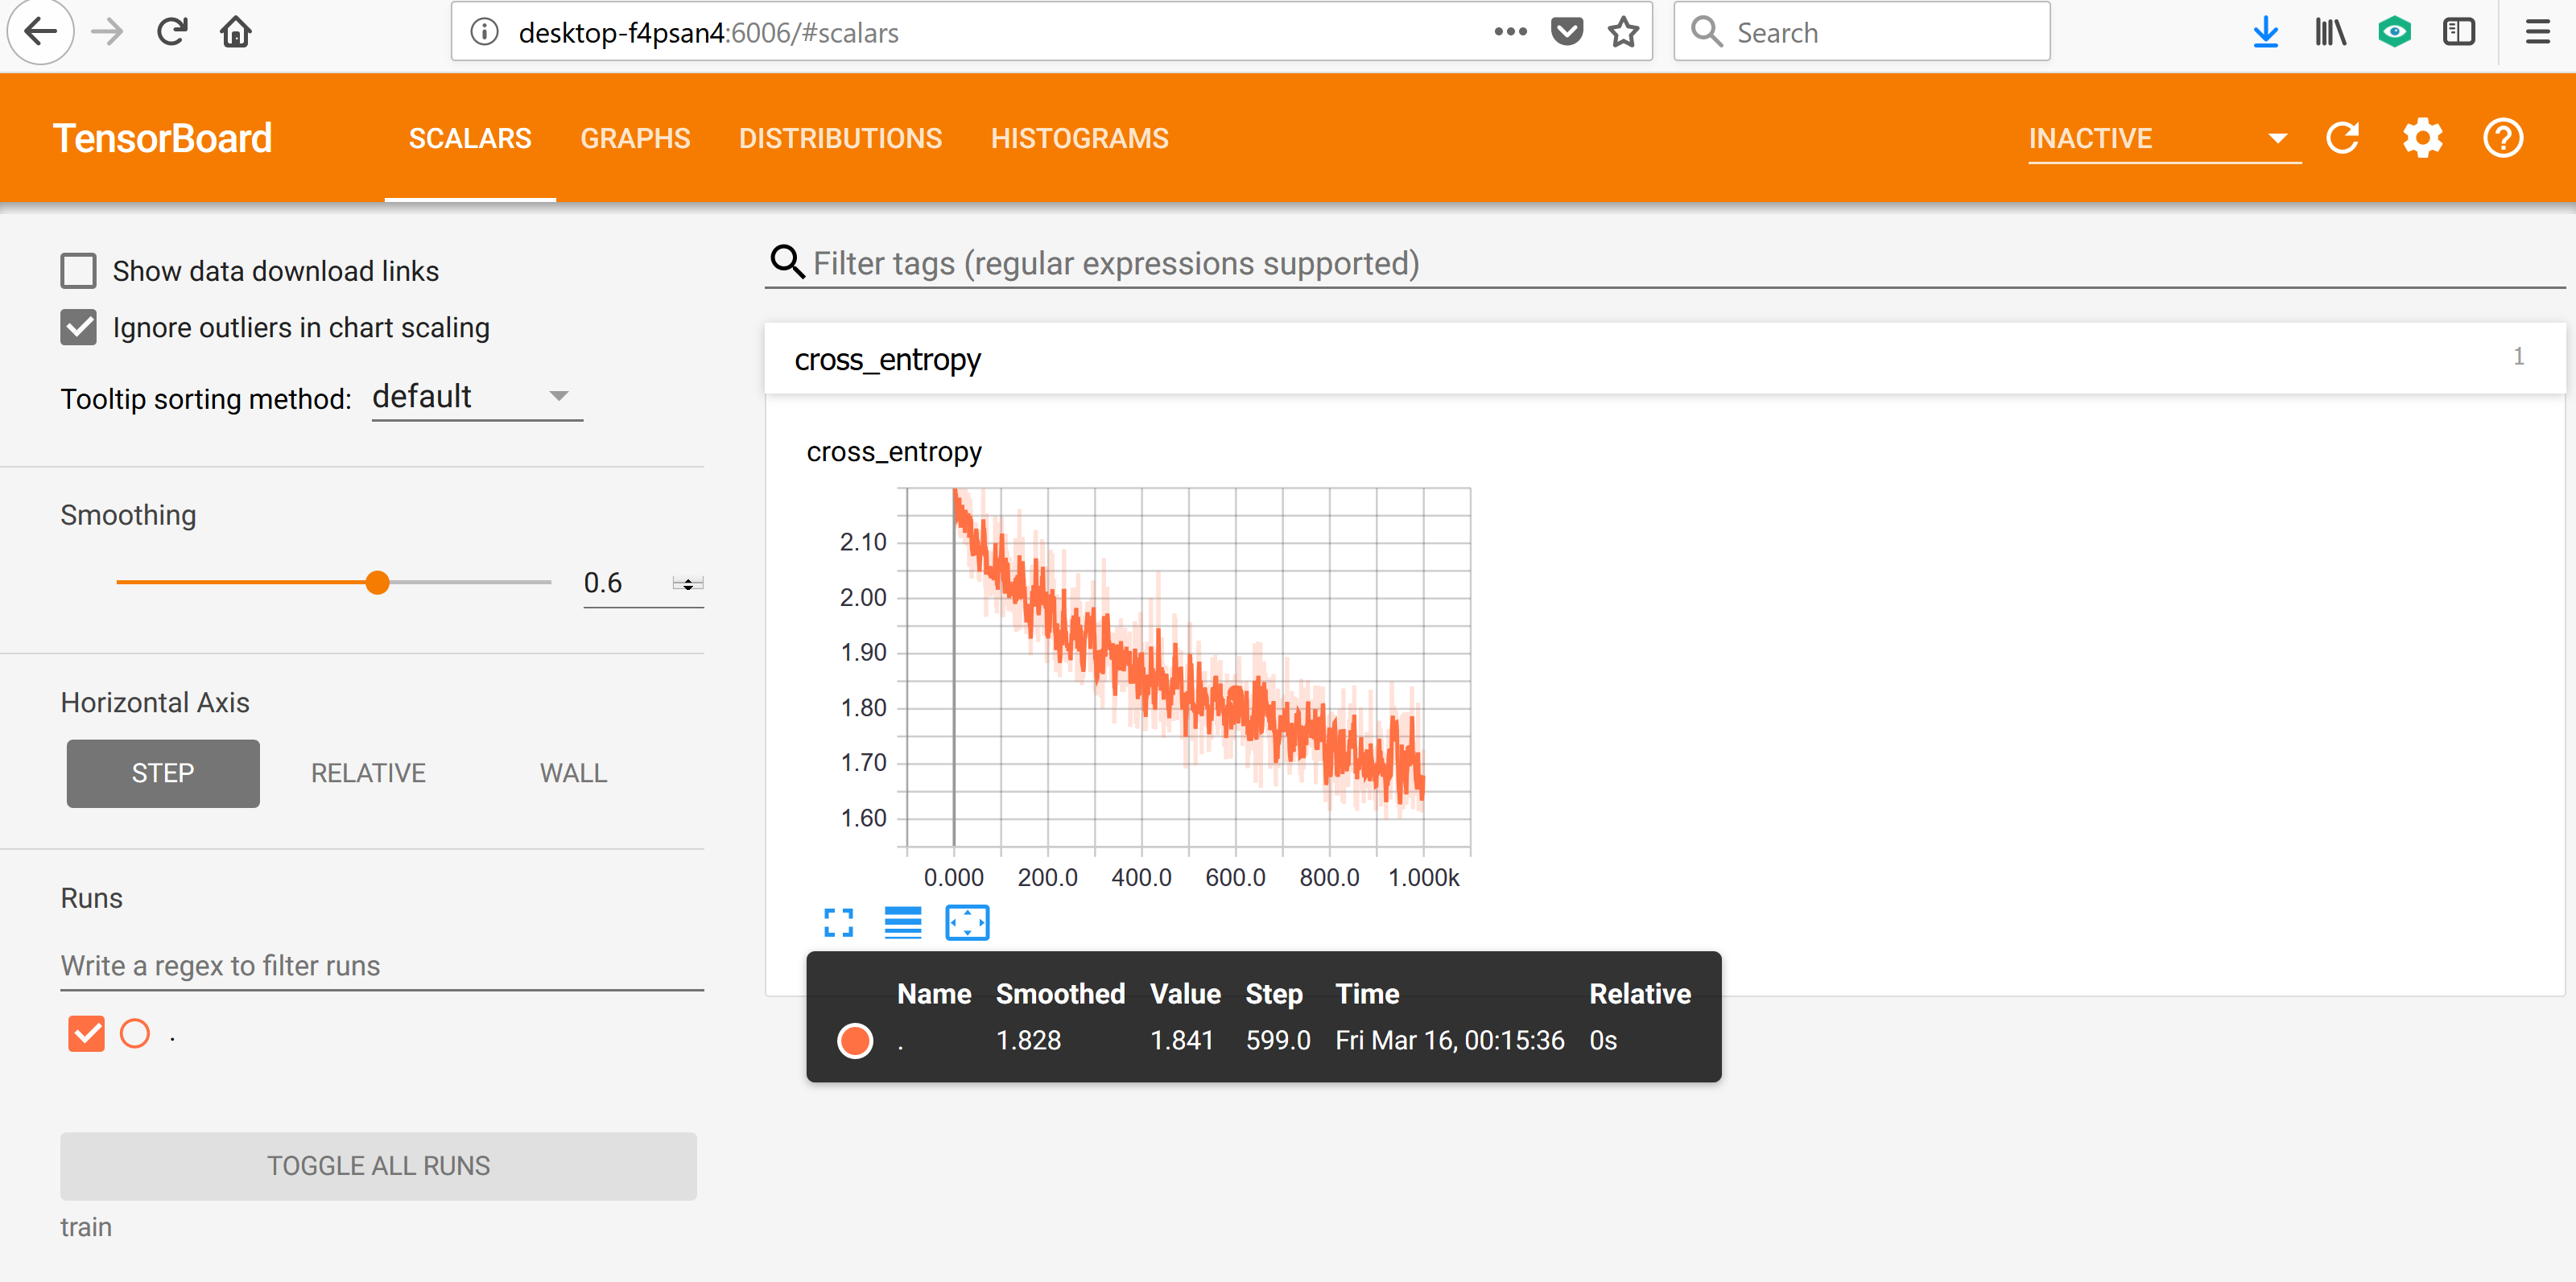 desktop-f4psan4:6006/#scalars
Search
TensorBoard SCALARS GRAPHS DISTRIBUTIONS HISTOGRAMS INACTIVE
Show data download links
Ignore outliers in chart scaling
Tooltip sorting method: default
Smoothing
0.6
Horizontal Axis
STEP RELATIVE WALL
Runs
Write a regex to filter runs
.
TOGGLE ALL RUNS
train
Filter tags (regular expressions supported)
cross_entropy 1
cross_entropy
2.10
2.00
1.90
1.80
1.70
1.60
0.000 200.0 400.0 600.0 800.0 1.000k
Name Smoothed Value Step Time Relative
. 1.828 1.841 599.0 Fri Mar 16, 00:15:36 0s